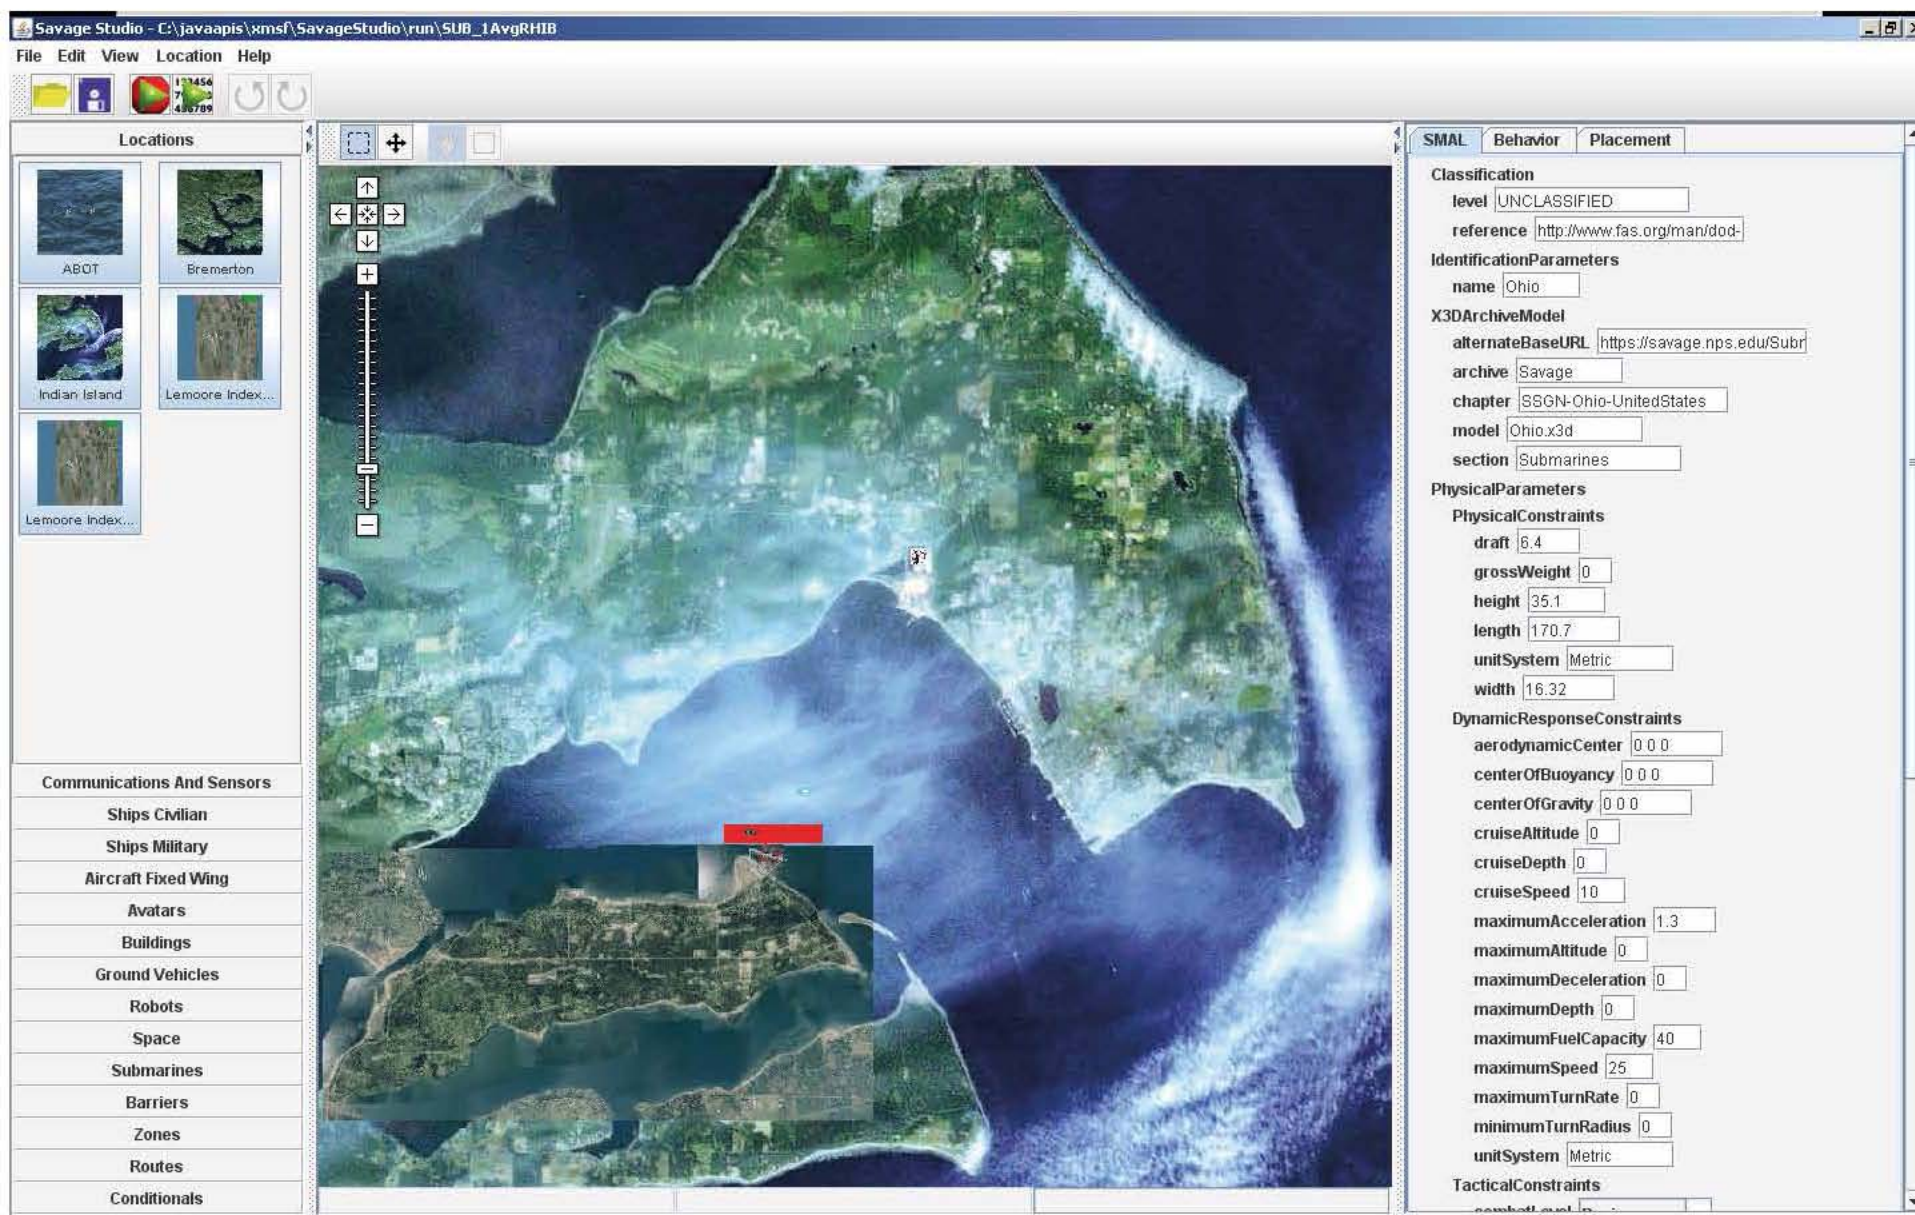 Savage Studio - C:\javaapis\xmsf\SavageStudio\run\SUB_1AvgRHIB
File Edit View Location Help
Locations
ABOT Bremerton
Indian Island Lemoore Index...
Lemoore Index...
Communications And Sensors
Ships Civilian
Ships Military
Aircraft Fixed Wing
Avatars
Buildings
Ground Vehicles
Robots
Space
Submarines
Barriers
Zones
Routes
Conditionals
SMAL Behavior Placement
Classification
level UNCLASSIFIED
reference http://www.fas.org/man/dod-
IdentificationParameters
name Ohio
X3DArchiveModel
alternateBaseURL https://savage.nps.edu/Subr
archive Savage
chapter SSGN-Ohio-UnitedStates
model Ohio.x3d
section Submarines
PhysicalParameters
PhysicalConstraints
draft 6.4
grossWeight 0
height 35.1
length 170.7
unitSystem Metric
width 16.32
DynamicResponseConstraints
aerodynamicCenter 0 0 0
centerOfBuoyancy 0 0 0
centerOfGravity 0 0 0
cruiseAltitude 0
cruiseDepth 0
cruiseSpeed 10
maximumAcceleration 1.3
maximumAltitude 0
maximumDeceleration 0
maximumDepth 0
maximumFuelCapacity 40
maximumSpeed 25
maximumTurnRate 0
minimumTurnRadius 0
unitSystem Metric
TacticalConstraints